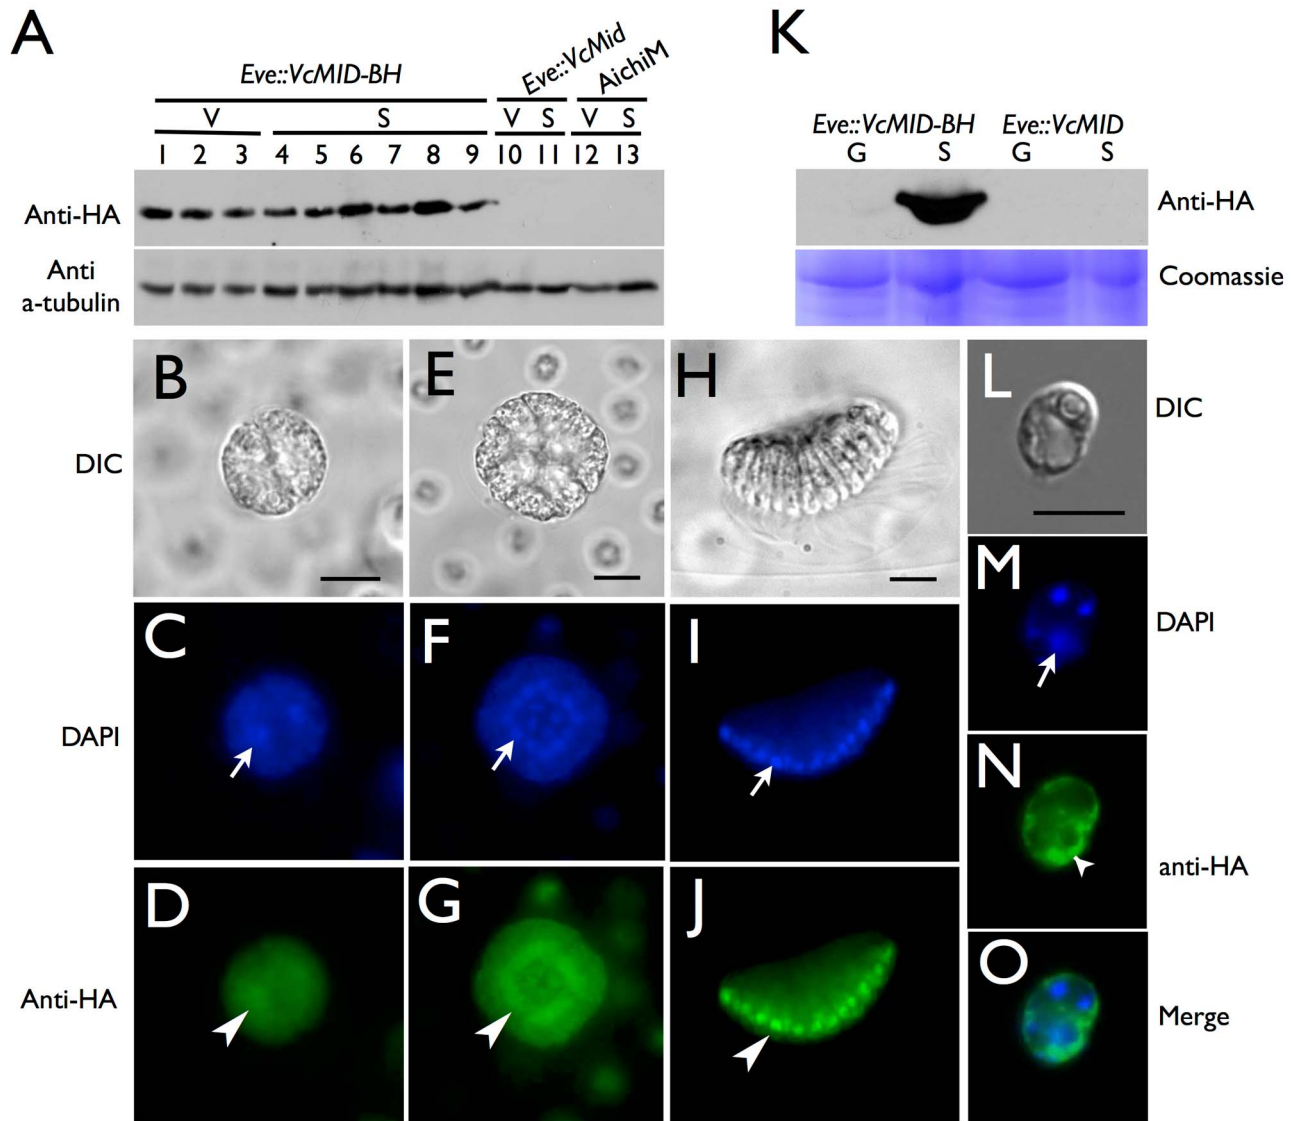 A
Eve::VcMID-BH
Eve::VcMid
AichiM
V S V S V S
1 2 3 4 5 6 7 8 9 10 11 12 13
Anti-HA
Anti
a-tubulin
K
Eve::VcMID-BH Eve::VcMID
G S G S
Anti-HA
Coomassie
B E H L
DIC
DIC
C F I M
DAPI
DAPI
D G J N
Anti-HA
anti-HA
O
Merge